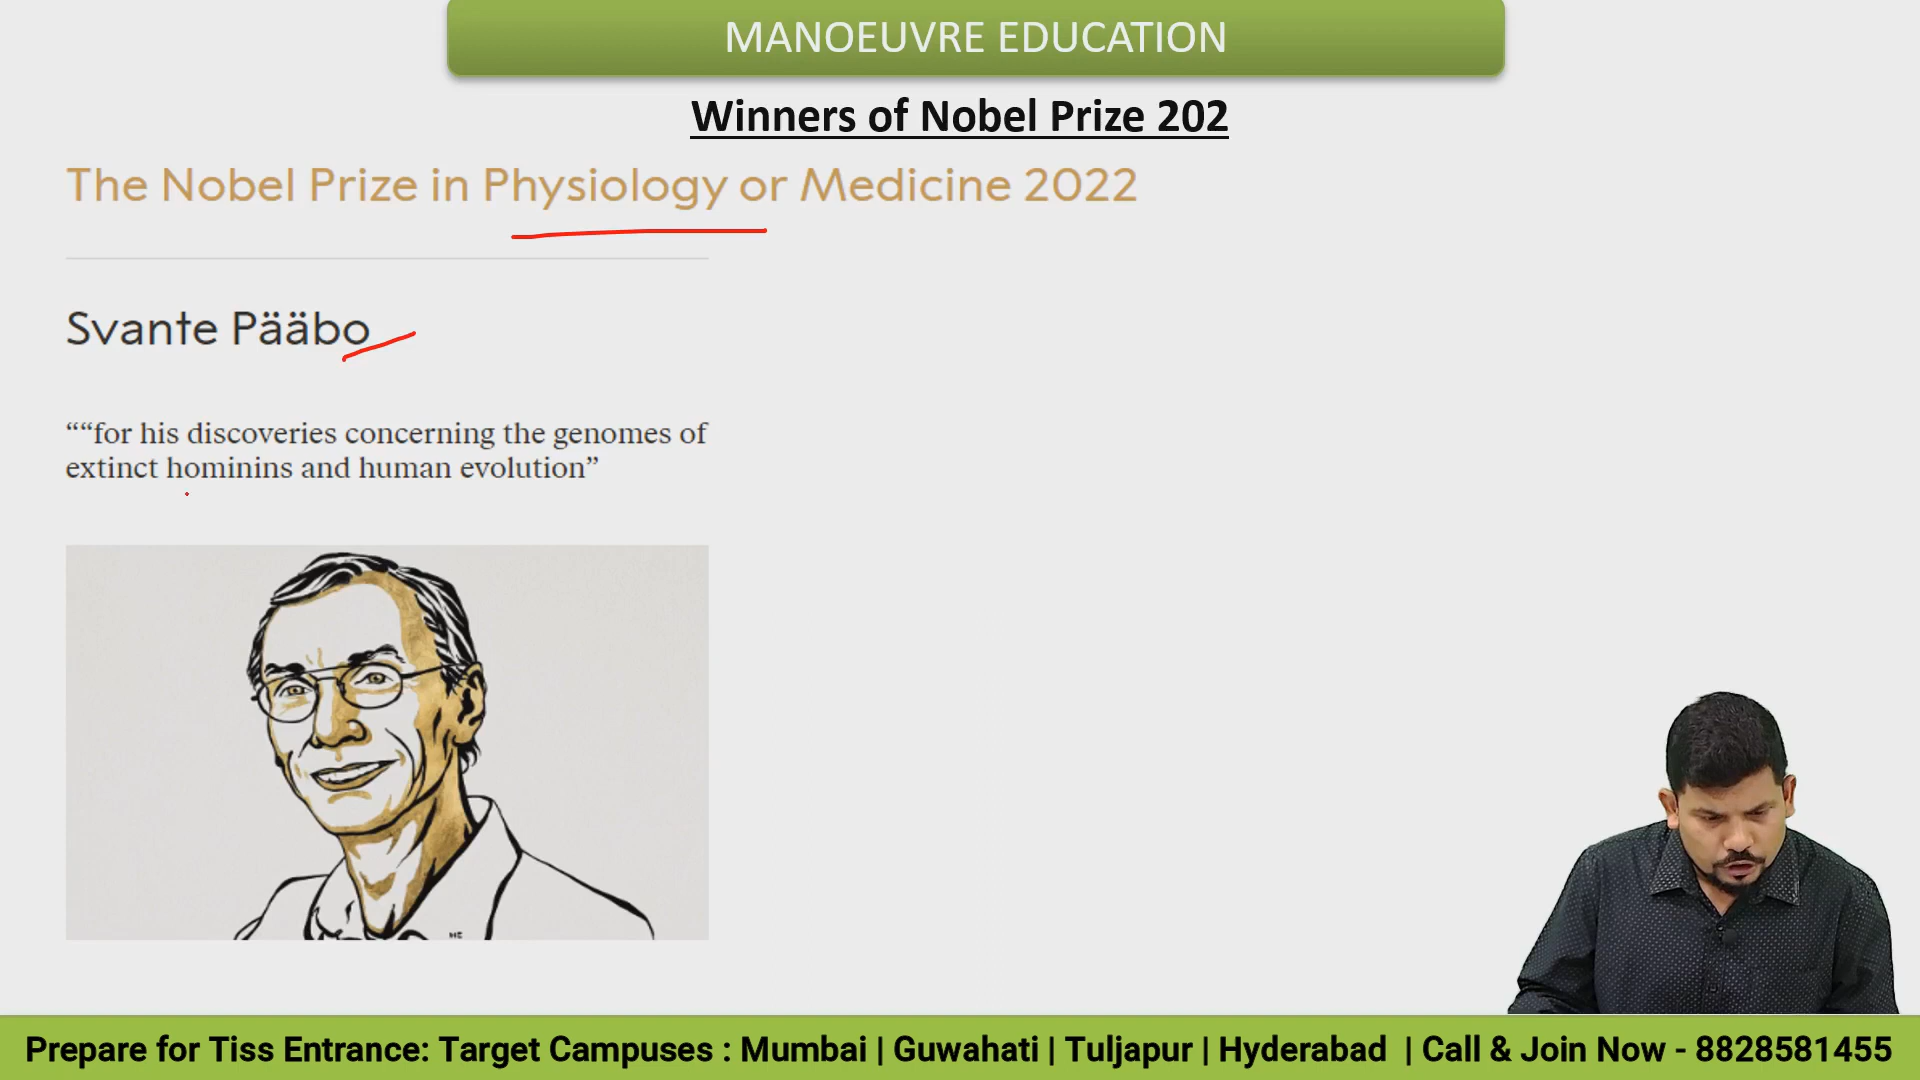 MANOEUVRE EDUCATION
Winners of Nobel Prize 202
The Nobel Prize in Physiology or Medicine 2022
Svante Pääbo
““for his discoveries concerning the genomes of
extinct hominins and human evolution”
Prepare for Tiss Entrance: Target Campuses : Mumbai | Guwahati | Tuljapur | Hyderabad | Call & Join Now - 8828581455